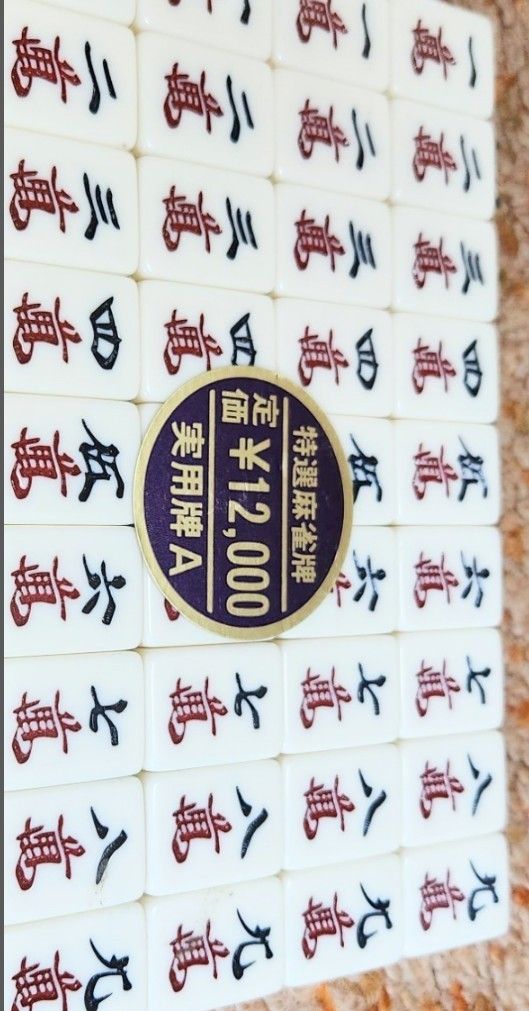 一萬 二萬 三萬 四萬 伍萬 六萬 七萬 八萬 九萬
一萬 二萬 三萬 四萬 伍 六萬 七萬 八萬 九萬
一 二萬 三萬 四萬 七萬 八萬 九萬
二萬 三萬 四萬 伍萬 六萬 七萬 八萬 九萬
特選麻雀牌
定価 ¥12,000
実用牌A